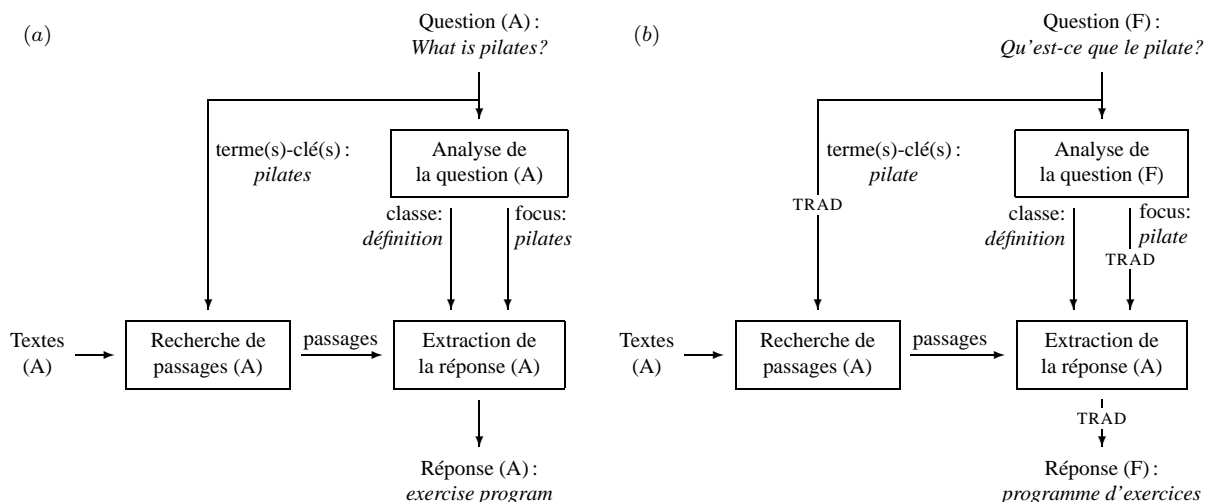 (a)
Question (A) :
What is pilates?
terme(s)-clé(s) :
pilates
Analyse de
la question (A)
classe:
définition
focus:
pilates
Textes
(A)
Recherche de
passages (A)
passages
Extraction de
la réponse (A)
Réponse (A) :
exercise program
(b)
Question (F) :
Qu'est-ce que le pilate?
terme(s)-clé(s) :
pilate
TRAD
Analyse de
la question (F)
classe:
définition
focus:
pilate
TRAD
Textes
(A)
Recherche de
passages (A)
passages
Extraction de
la réponse (A)
TRAD
Réponse (F) :
programme d'exercices